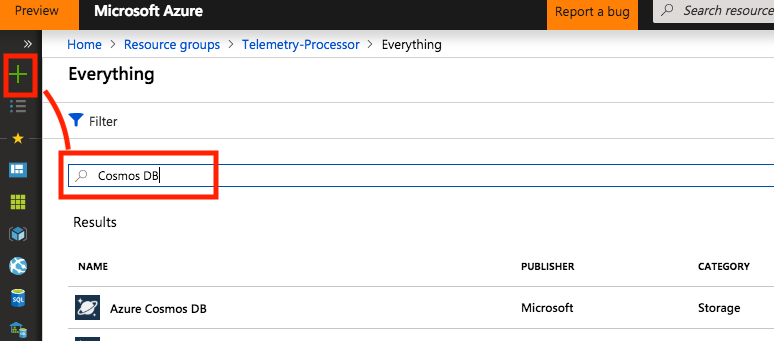 Preview
Microsoft Azure
Report a bug
Search resource
»
Home > Resource groups > Telemetry-Processor > Everything
Everything
Filter
Cosmos DB
Results
NAME PUBLISHER CATEGORY
Azure Cosmos DB Microsoft Storage
SQL